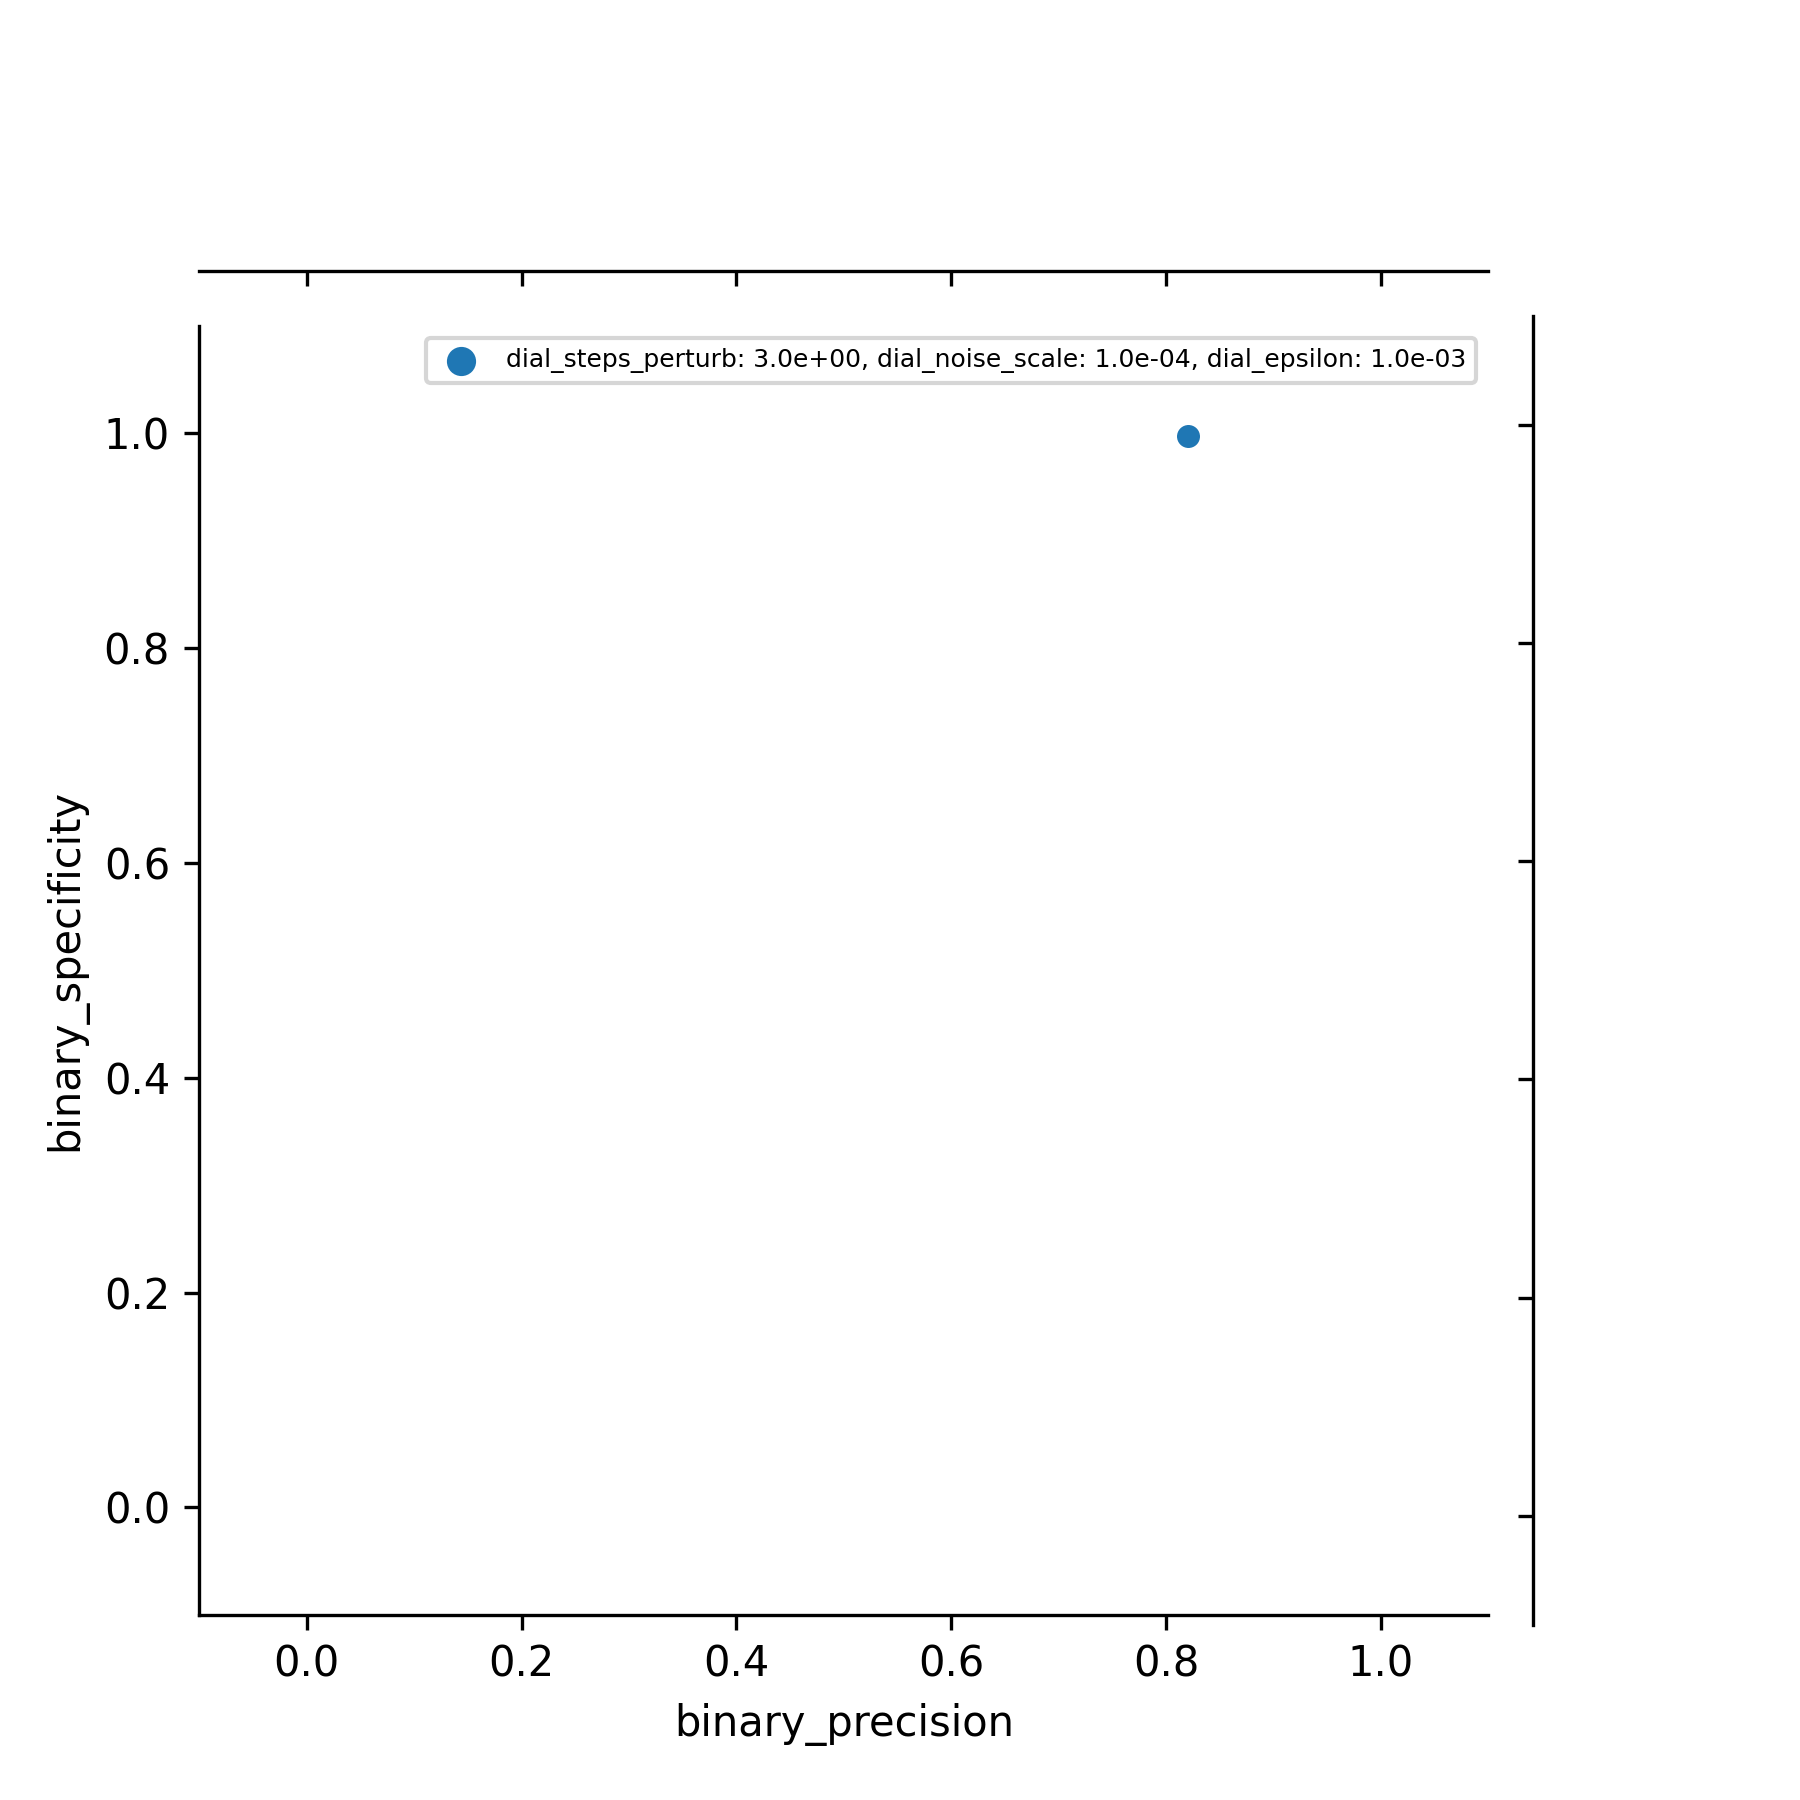 dial_steps_perturb: 3.0e+00, dial_noise_scale: 1.0e-04, dial_epsilon: 1.0e-03
1.0
0.8
0.6
0.4
0.2
0.0
binary_specificity
0.0 0.2 0.4 0.6 0.8 1.0
binary_precision